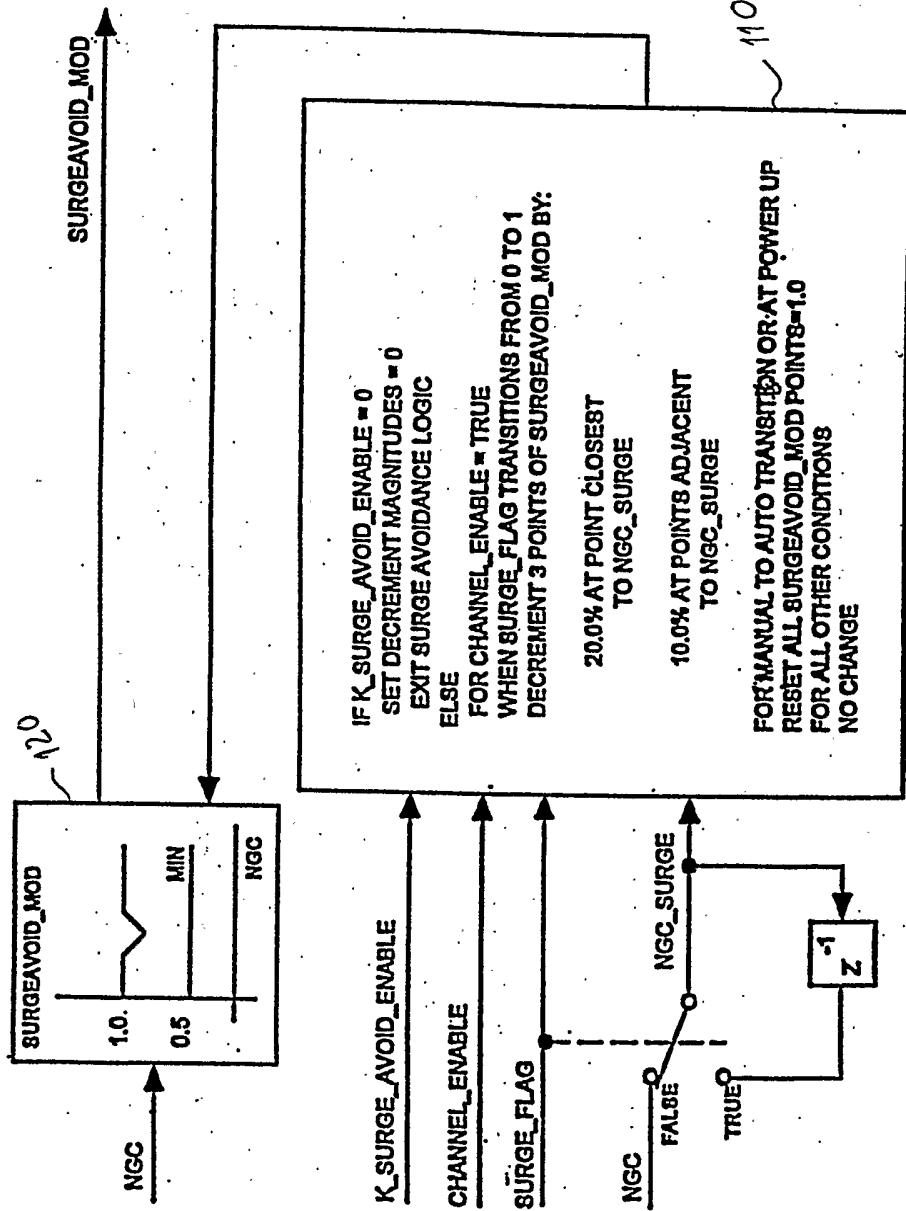 SURGEAVOID_MOD
120
SURGEAVOID_MOD
1.0.
0.5
MIN
NGC
NGC
K_SURGE_AVOID_ENABLE
CHANNEL_ENABLE
SURGE_FLAG
NGC
FALSE
TRUE
NGC_SURGE
Z-1
IF K_SURGE_AVOID_ENABLE = 0
SET DECREMENT MAGNITUDES = 0
EXIT SURGE AVOIDANCE LOGIC
ELSE
FOR CHANNEL_ENABLE = TRUE
WHEN SURGE_FLAG TRANSITIONS FROM 0 TO 1
DECREMENT 3 POINTS OF SURGEAVOID_MOD BY:
20.0% AT POINT CLOSEST
TO NGC_SURGE
10.0% AT POINTS ADJACENT
TO NGC_SURGE
FOR MANUAL TO AUTO TRANSITION OR AT POWER UP
RESET ALL SURGEAVOID_MOD POINTS=1.0
FOR ALL OTHER CONDITIONS
NO CHANGE
110